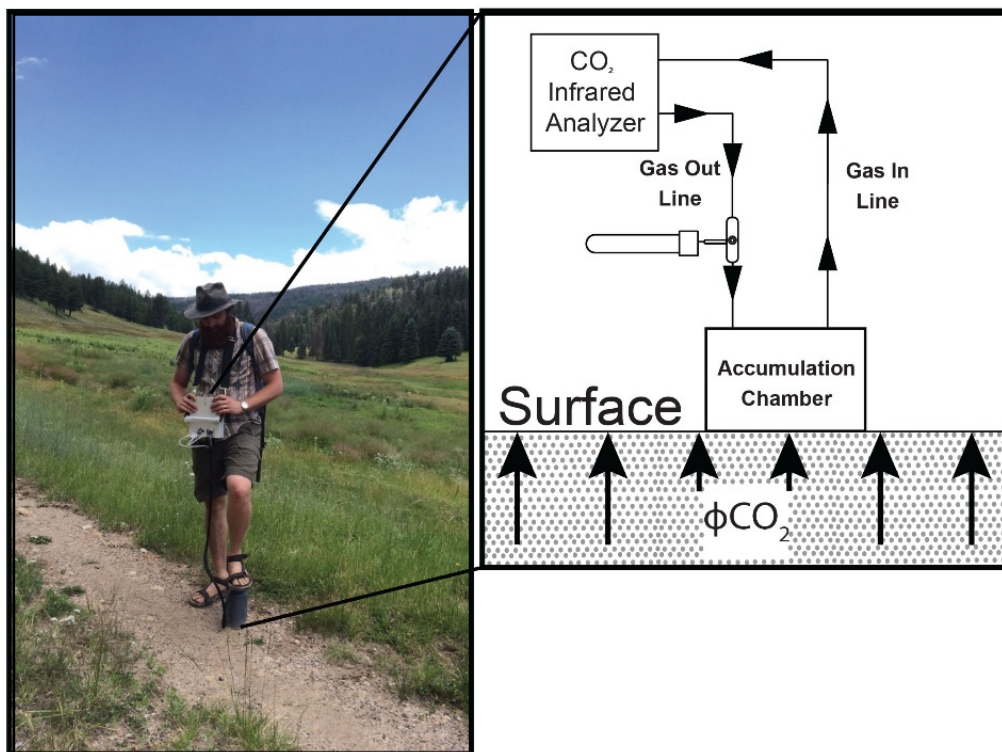 CO₂
Infrared
Analyzer
Gas Out
Line
Gas In
Line
Accumulation
Chamber
Surface
ϕCO₂